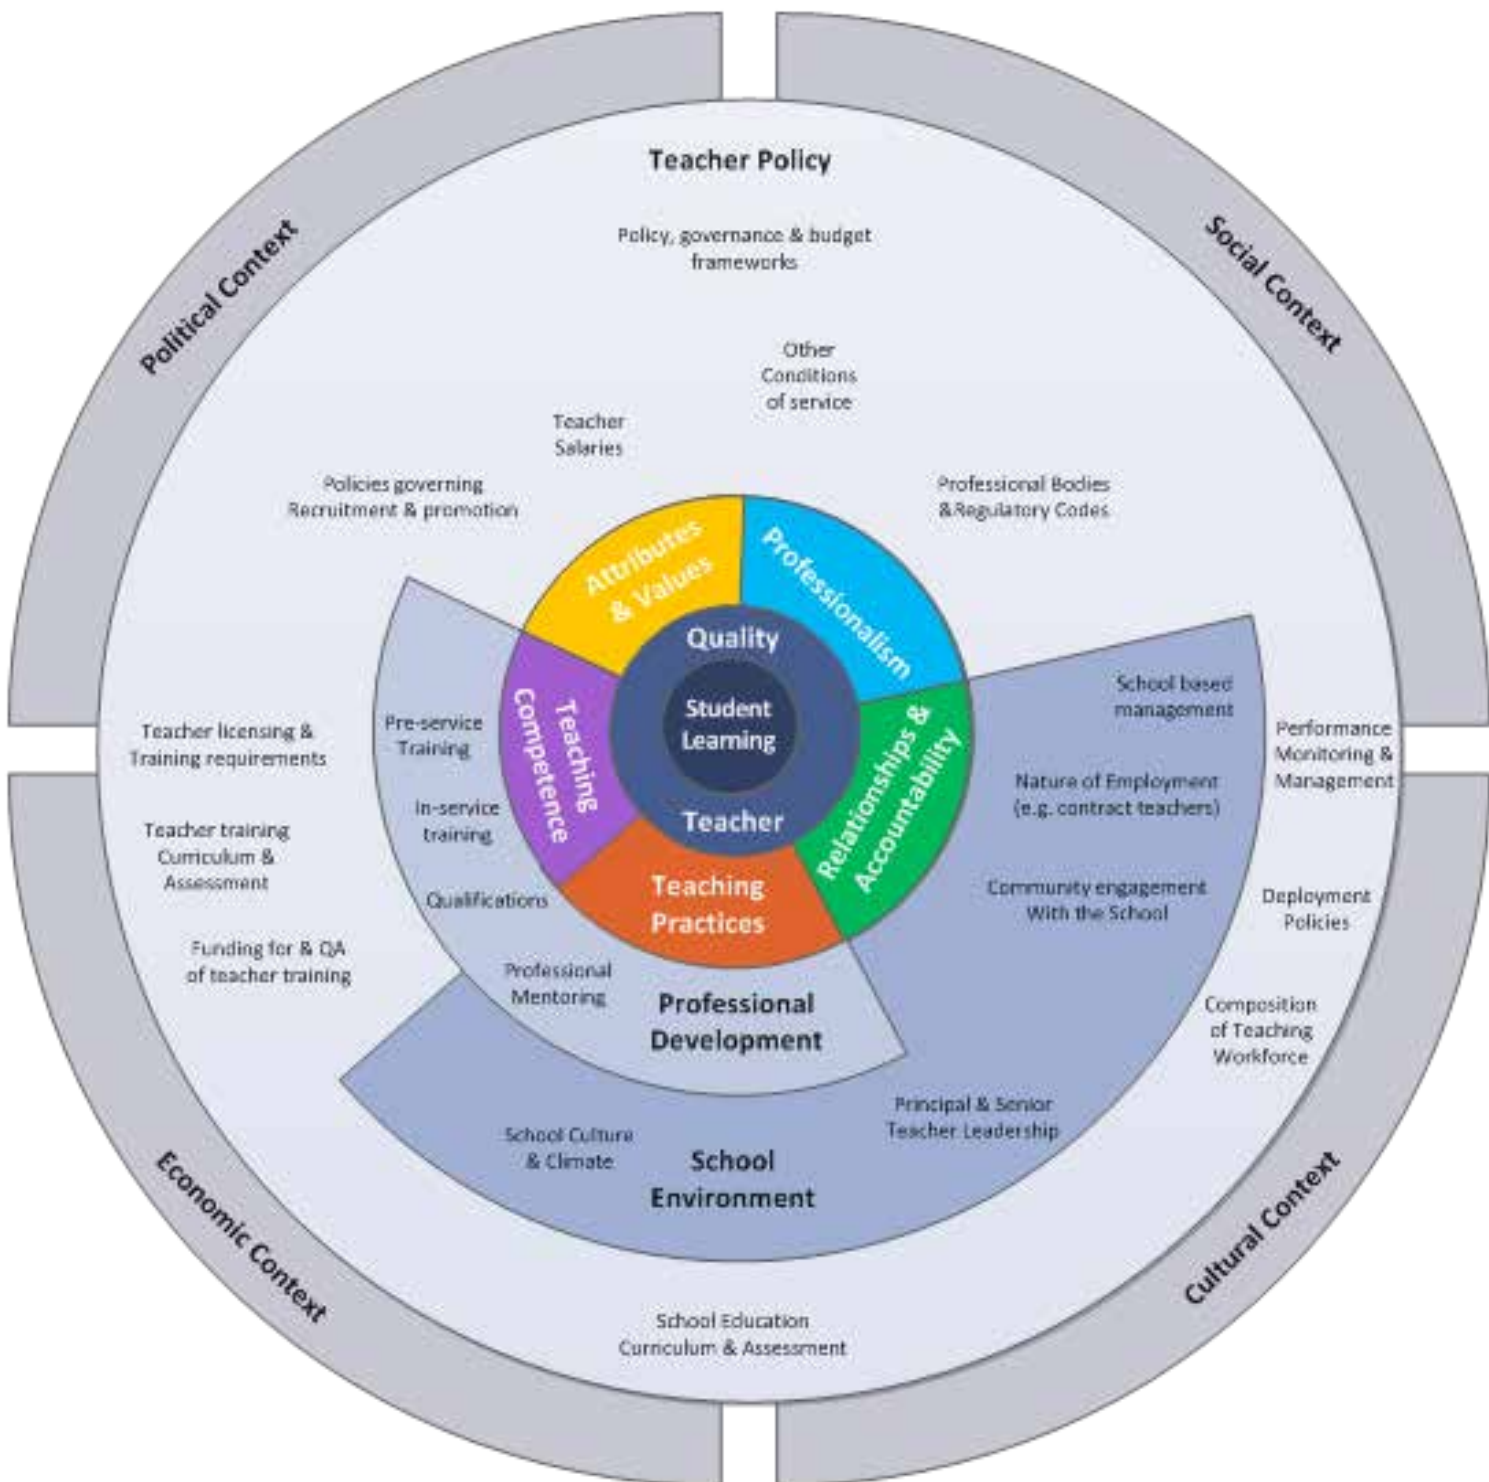 Teacher Policy
Policy, governance & budget
frameworks
Political Context
Social Context
Other
Conditions
of service
Teacher
Salaries
Policies governing
Recruitment & promotion
Professional Bodies
&Regulatory Codes
Attributes
& Values
Professionalism
Quality
Student
Learning
Teacher
Teaching
Competence
Relationships &
Accountability
Teaching
Practices
School based
management
Performance
Monitoring &
Management
Teacher licensing &
Training requirements
Pre-service
Training
Nature of Employment
(e.g. contract teachers)
In-service
training
Teacher training
Curriculum &
Assessment
Qualifications
Community engagement
With the School
Deployment
Policies
Funding for & QA
of teacher training
Professional
Mentoring
Professional
Development
Composition
of Teaching
Workforce
Principal & Senior
Teacher Leadership
School Culture
& Climate
School
Environment
Economic Context
Cultural Context
School Education
Curriculum & Assessment